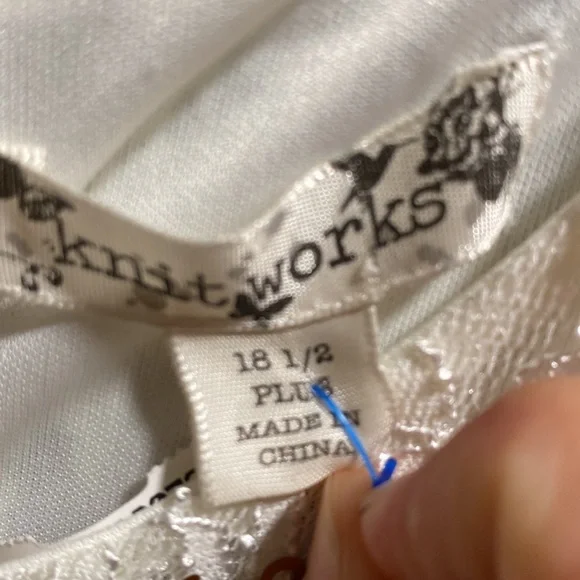 knit works
18 1/2
PLUS
MADE IN
CHINA